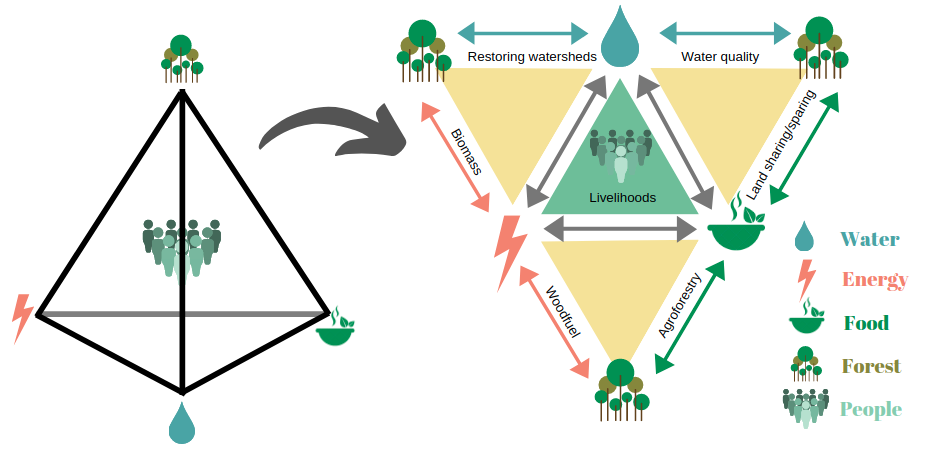 Restoring watersheds
Water quality
Biomass
Land sharing/sparing
Livelihoods
Woodfuel
Agroforestry
Water
Energy
Food
Forest
People